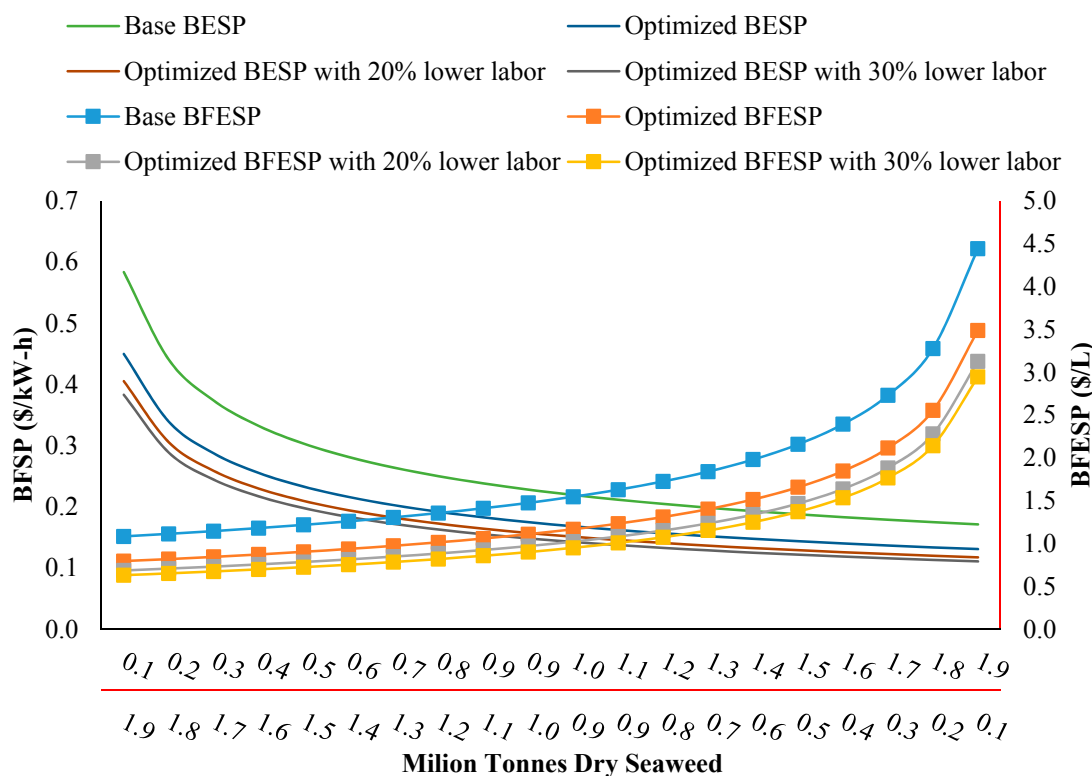 Base BESP
Optimized BESP
Optimized BESP with 20% lower labor
Optimized BESP with 30% lower labor
Base BFESP
Optimized BFESP
Optimized BFESP with 20% lower labor
Optimized BFESP with 30% lower labor
0.7
0.6
0.5
0.4
0.3
0.2
0.1
0.0
BFSP ($/kW-h)
5.0
4.5
4.0
3.5
3.0
2.5
2.0
1.5
1.0
0.5
0.0
BFESP ($/L)
0.1 0.2 0.3 0.4 0.5 0.6 0.7 0.8 0.9 0.9 1.0 1.1 1.2 1.3 1.4 1.5 1.6 1.7 1.8 1.9
1.9 1.8 1.7 1.6 1.5 1.4 1.3 1.2 1.1 1.0 0.9 0.9 0.8 0.7 0.6 0.5 0.4 0.3 0.2 0.1
Milion Tonnes Dry Seaweed